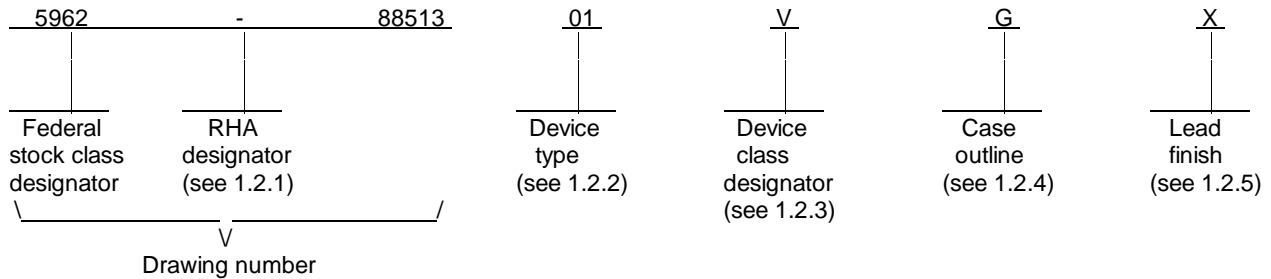 5962 - 88513 01 V G X
Federal stock class designator
RHA designator (see 1.2.1)
Device type (see 1.2.2)
Device class designator (see 1.2.3)
Case outline (see 1.2.4)
Lead finish (see 1.2.5)
Drawing number